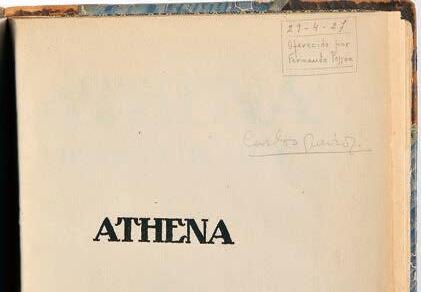 29-4-27
Oferecido por
Fernando Pessoa
Carlos Queiroz.
ATHENA